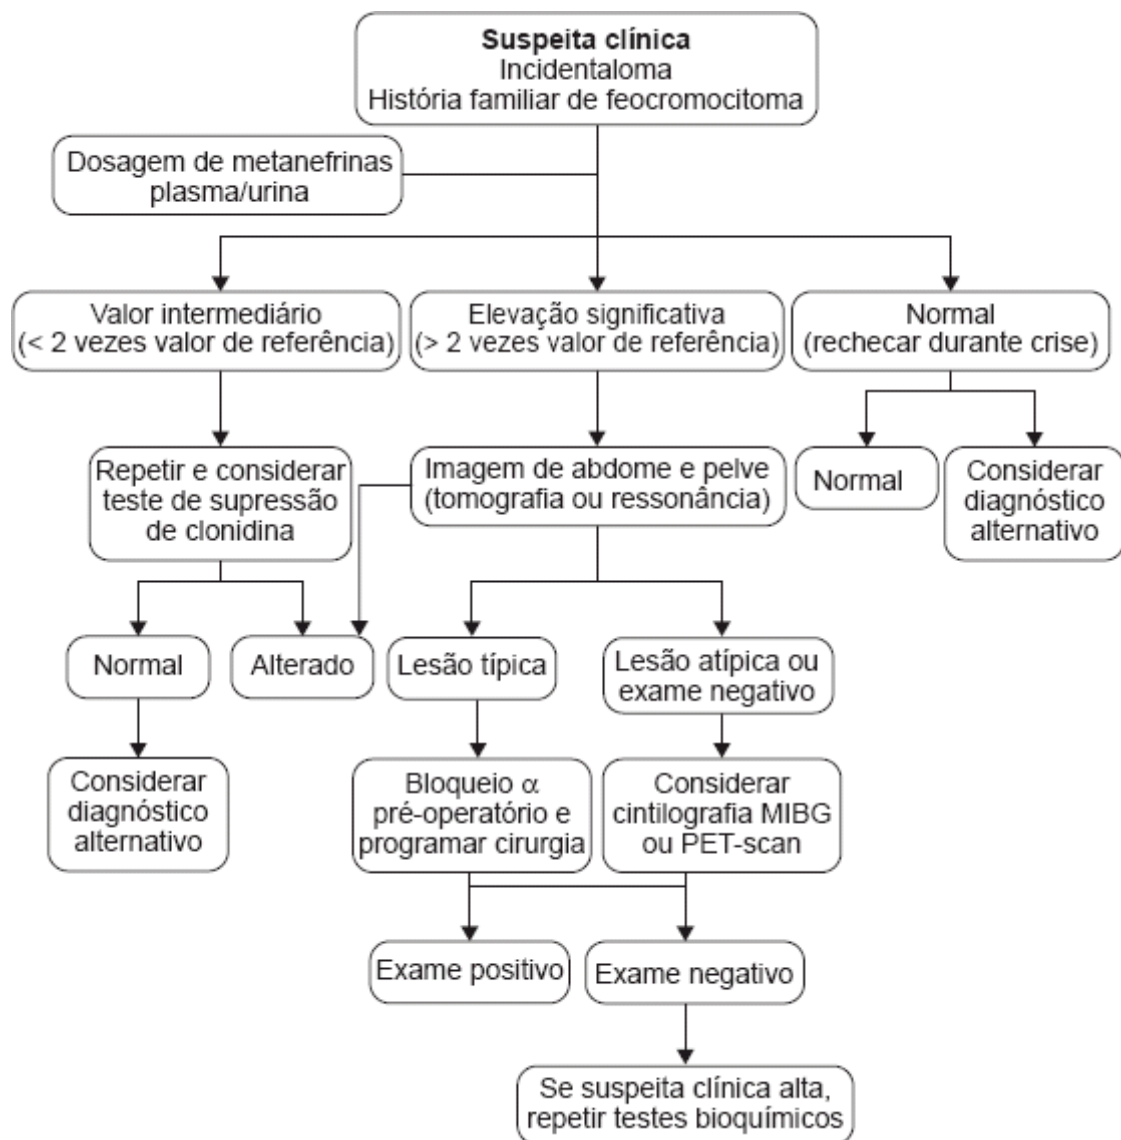 Suspeita clínica
Incidentaloma
História familiar de feocromocitoma
Dosagem de metanefrinas
plasma/urina
Valor intermediário
(< 2 vezes valor de referência)
Elevação significativa
(> 2 vezes valor de referência)
Normal
(rechecar durante crise)
Repetir e considerar
teste de supressão
de clonidina
Imagem de abdome e pelve
(tomografia ou ressonância)
Normal
Considerar
diagnóstico
alternativo
Normal
Alterado
Lesão típica
Lesão atípica ou
exame negativo
Considerar
diagnóstico
alternativo
Bloqueio α
pré-operatório e
programar cirurgia
Considerar
cintilografia MIBG
ou PET-scan
Exame positivo
Exame negativo
Se suspeita clínica alta,
repetir testes bioquímicos